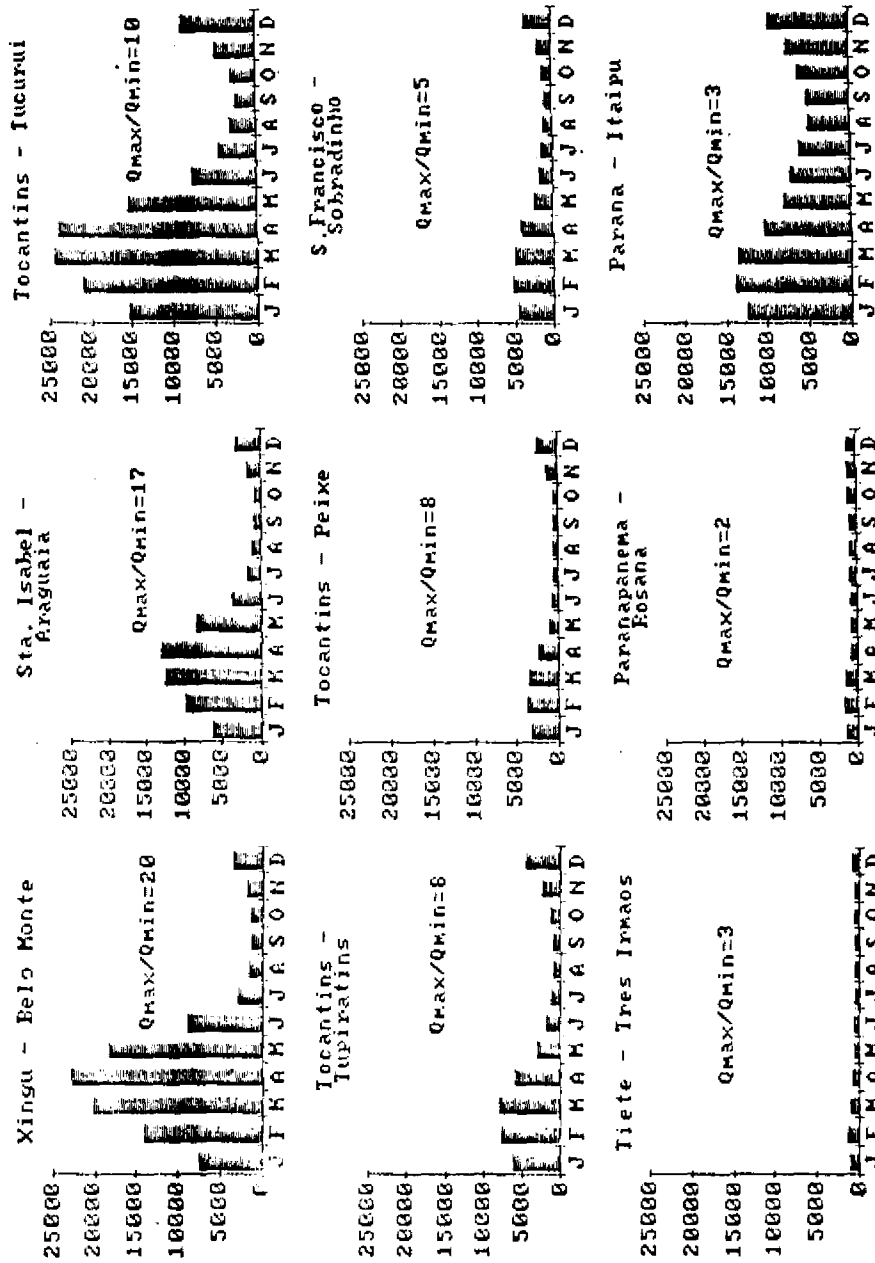 Xingu - Belo Monte
25000
20000
15000
10000
5000
QMax/QMin=20
J F M A M J J A S O N D
Sta. Isabel -
Araguaia
25000
20000
15000
10000
5000
0
QMax/QMin=17
J F M A M J J A S O N D
Tocantins - Tucurui
25000
20000
15000
10000
5000
0
QMax/QMin=10
J F M A M J J A S O N D
Tocantins -
Tupiratins
25000
20000
15000
10000
5000
0
QMax/QMin=8
J F M A M J J A S O N D
Tocantins - Peixe
25000
20000
15000
10000
5000
0
QMax/QMin=8
J F M A M J J A S O N D
S.Francisco -
Sobradinho
25000
20000
15000
10000
5000
0
QMax/QMin=5
J F M A M J J A S O N D
Tiete - Tres Irmaos
25000
20000
15000
10000
5000
0
QMax/QMin=3
J F M A M J J A S O N D
Paranapanema -
Rosana
25000
20000
15000
10000
5000
0
QMax/QMin=2
J F M A M J J A S O N D
Parana - Itaipu
25000
20000
15000
10000
5000
0
QMax/QMin=3
J F M A M J J A S O N D